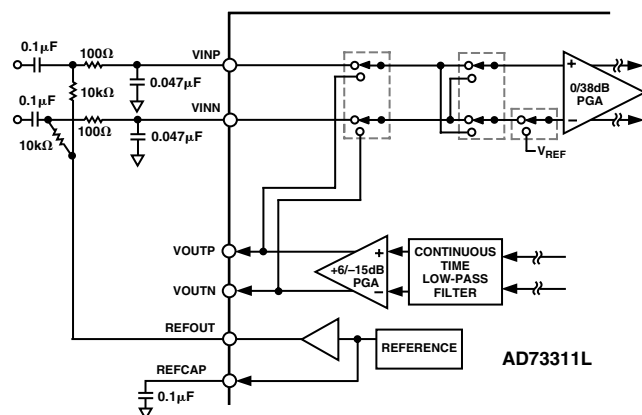 0.1µF
100Ω
VINP
0.047µF
10kΩ
0/38dB
PGA
0.1µF
100Ω
VINN
0.047µF
10kΩ
VREF
VOUTP
+6/–15dB
PGA
CONTINUOUS
TIME
LOW-PASS
FILTER
VOUTN
REFOUT
REFERENCE
REFCAP
0.1µF
AD73311L
+
–
+
–